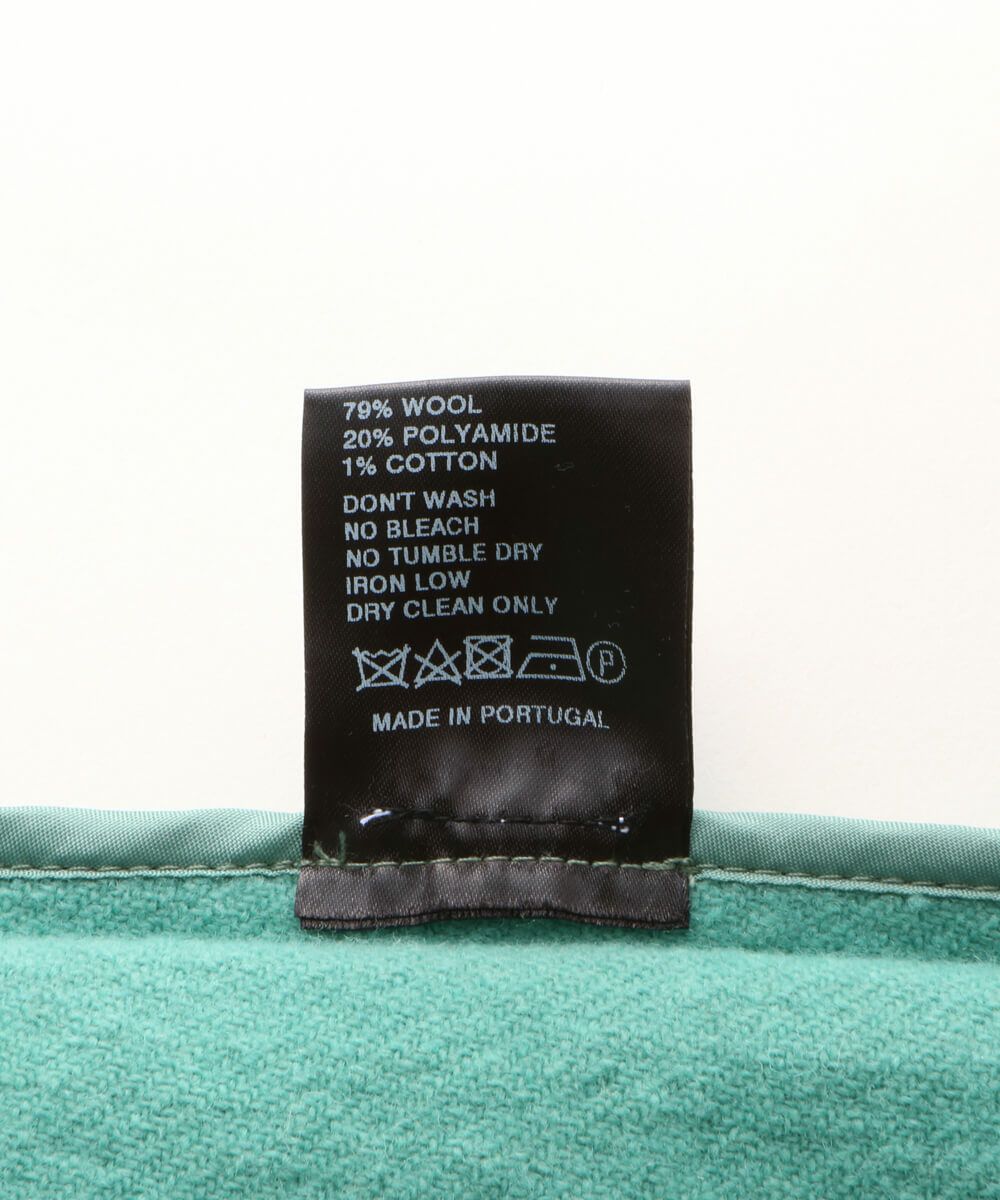 79% WOOL
20% POLYAMIDE
1% COTTON
DON'T WASH
NO BLEACH
NO TUMBLE DRY
IRON LOW
DRY CLEAN ONLY
P
MADE IN PORTUGAL